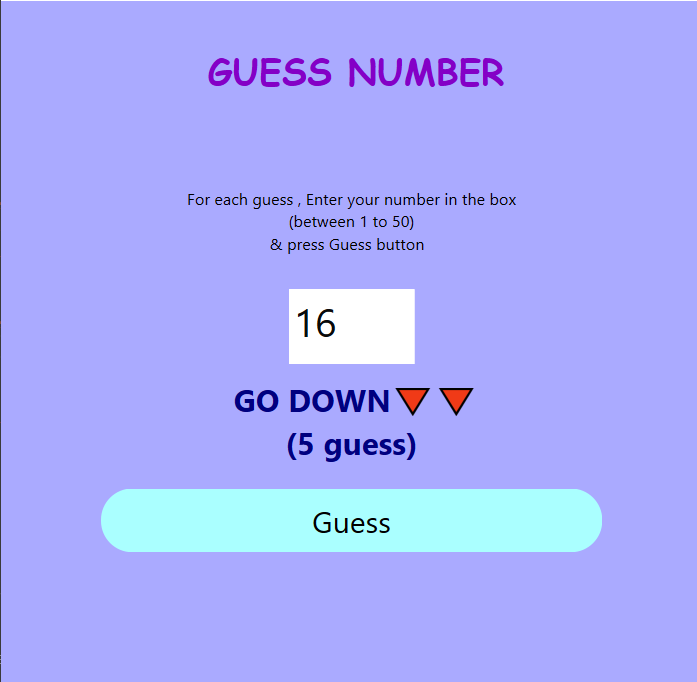 GUESS NUMBER
For each guess , Enter your number in the box
(between 1 to 50)
& press Guess button
16
GO DOWN
(5 guess)
Guess